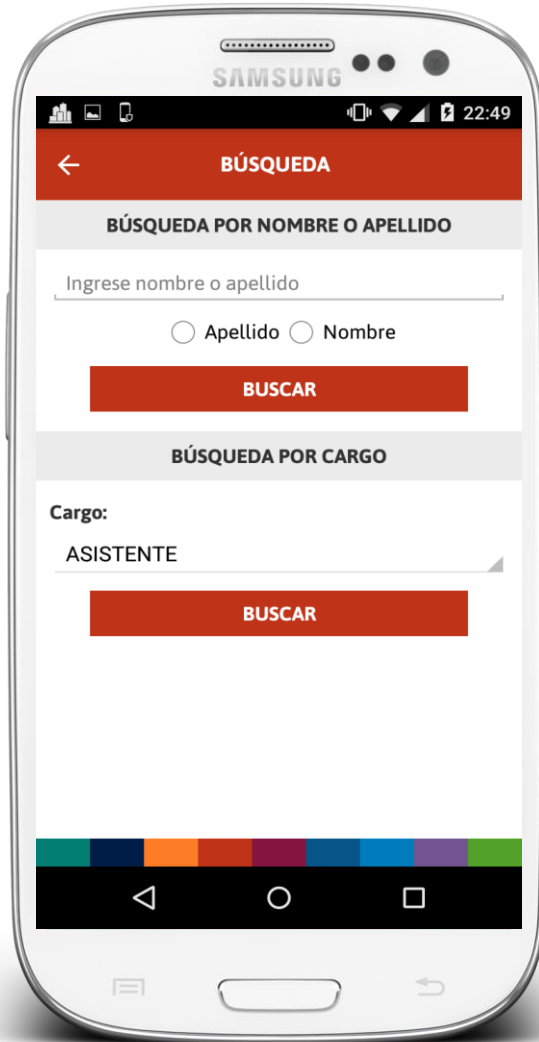 SAMSUNG
22:49
BÚSQUEDA
BÚSQUEDA POR NOMBRE O APELLIDO
Ingrese nombre o apellido
Apellido Nombre
BUSCAR
BÚSQUEDA POR CARGO
Cargo:
ASISTENTE
BUSCAR